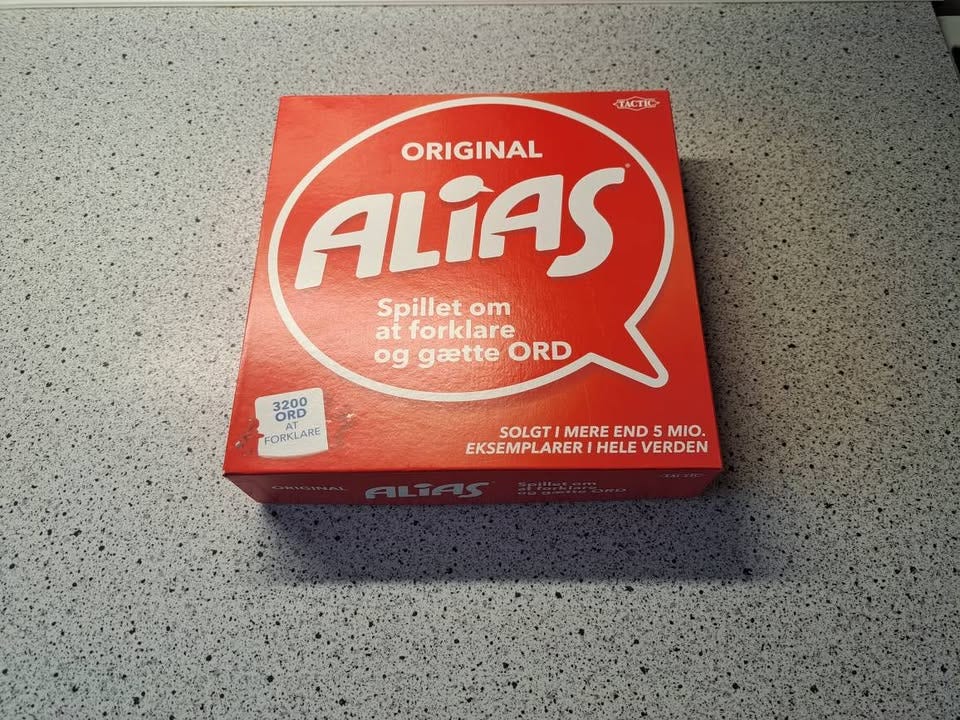 TACTIC
ORIGINAL
ALiAS
Spillet om
at forklare
og gætte ORD
3200
ORD
AT
FORKLARE
SOLGT I MERE END 5 MIO.
EKSEMPLARER I HELE VERDEN
ORIGINAL
ALiAS
Spillet om
at forklare
og gætte ORD
TACTIC